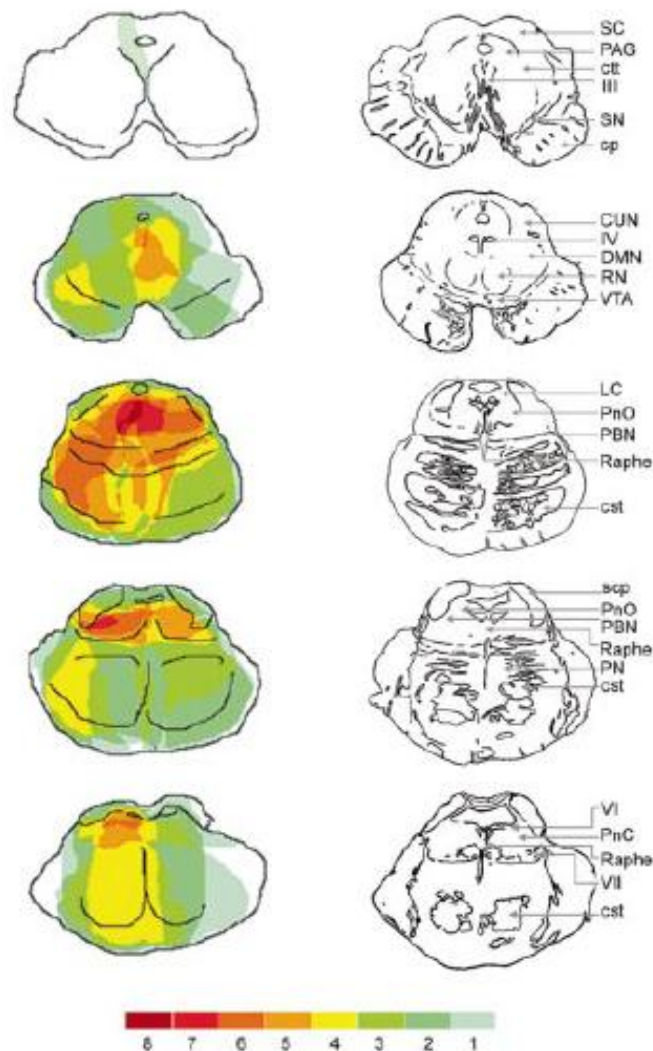 SC
PAG
ctt
III
SN
cp
CUN
IV
DMN
RN
VTA
LC
PnO
PBN
Raphe
cst
scp
PnO
PBN
Raphe
PN
cst
VI
PnC
Raphe
VII
cst
8 7 6 5 4 3 2 1